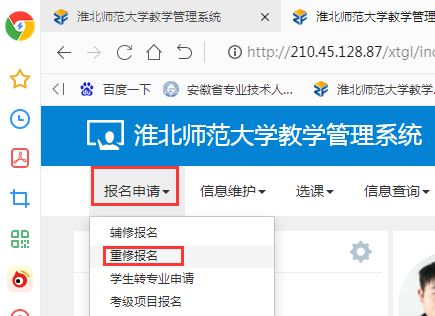 淮北师范大学教学管理系统
淮北师范大学教学管理
http://210.45.128.87/xtgl/in
百度一下 安徽省专业技术人... 淮北师范大学教学
淮北师范大学教学管理系统
报名申请 信息维护 选课 信息查询
辅修报名
重修报名
学生转专业申请
考级项目报名